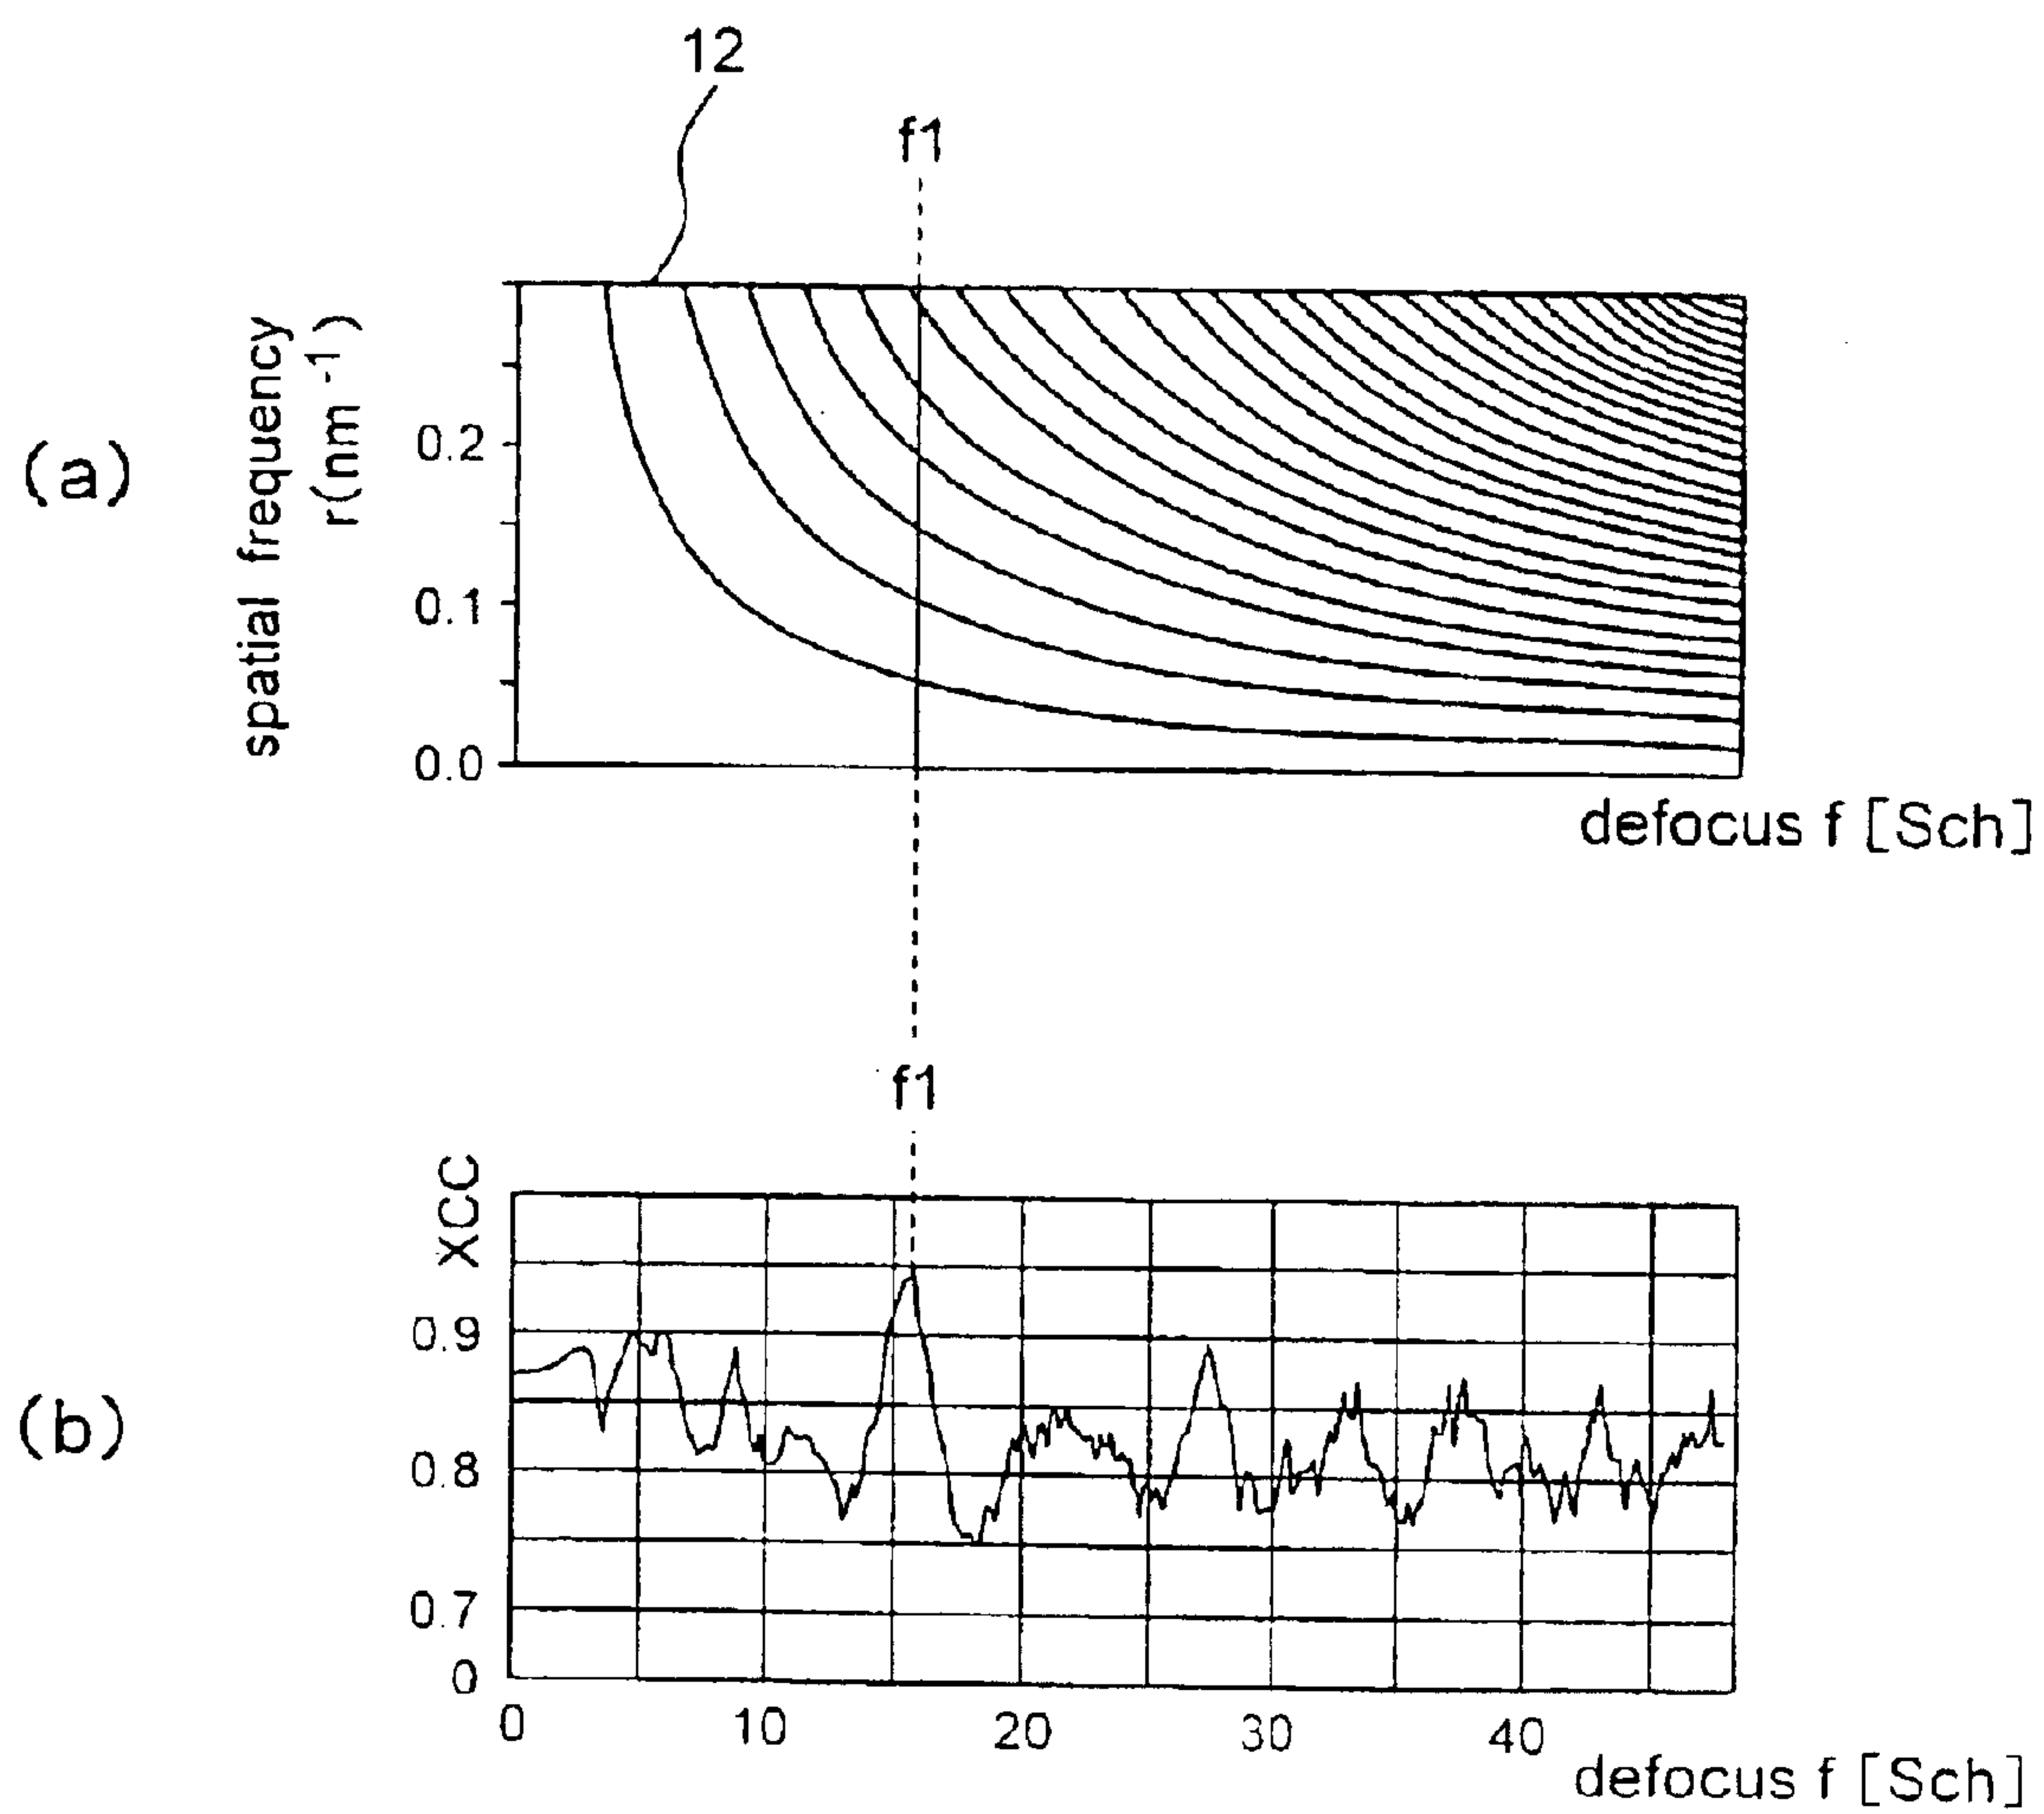 12
f1
(a)
spatial frequency
r(nm -1)
0.2
0.1
0.0
defocus f [Sch]
f1
(b)
XCC
0.9
0.8
0.7
0
0 10 20 30 40
defocus f [Sch]